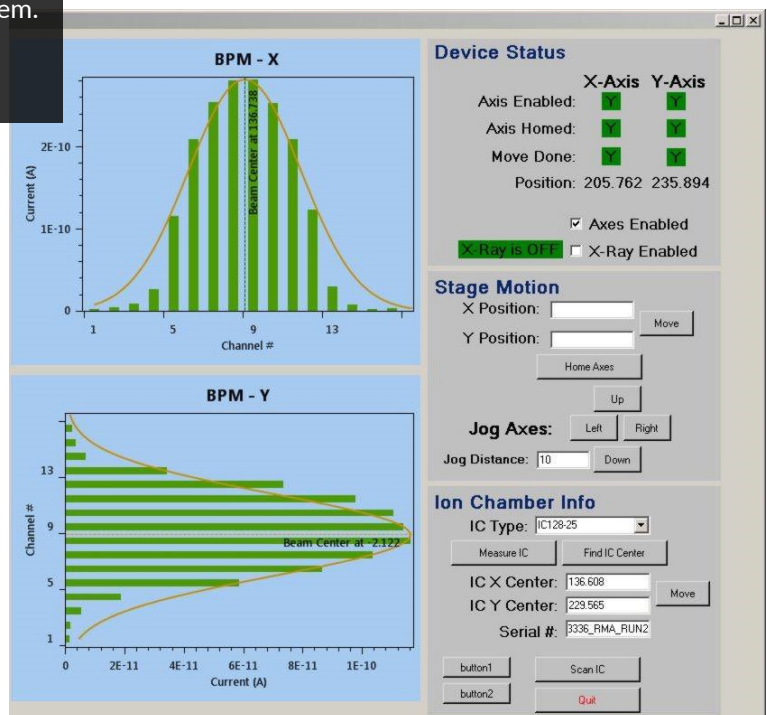 em.
BPM - X
Current (A)
2E-10
1E-10
0
Beam Center at 136.738
1 5 9 13
Channel #
BPM - Y
Channel #
13
9
5
1
Beam Center at -2.122
0 2E-11 4E-11 6E-11 8E-11 1E-10
Current (A)
Device Status
X-Axis Y-Axis
Axis Enabled: Y Y
Axis Homed: Y Y
Move Done: Y Y
Position: 205.762 235.894
Axes Enabled
X-Ray is OFF X-Ray Enabled
Stage Motion
X Position:
Move
Y Position:
Home Axes
Up
Jog Axes: Left Right
Jog Distance: 10 Down
Ion Chamber Info
IC Type: IC128-25
Measure IC Find IC Center
IC X Center: 136.608
Move
IC Y Center: 229.565
Serial #: 3336_RMA_RUN2
button1 Scan IC
button2 Quit